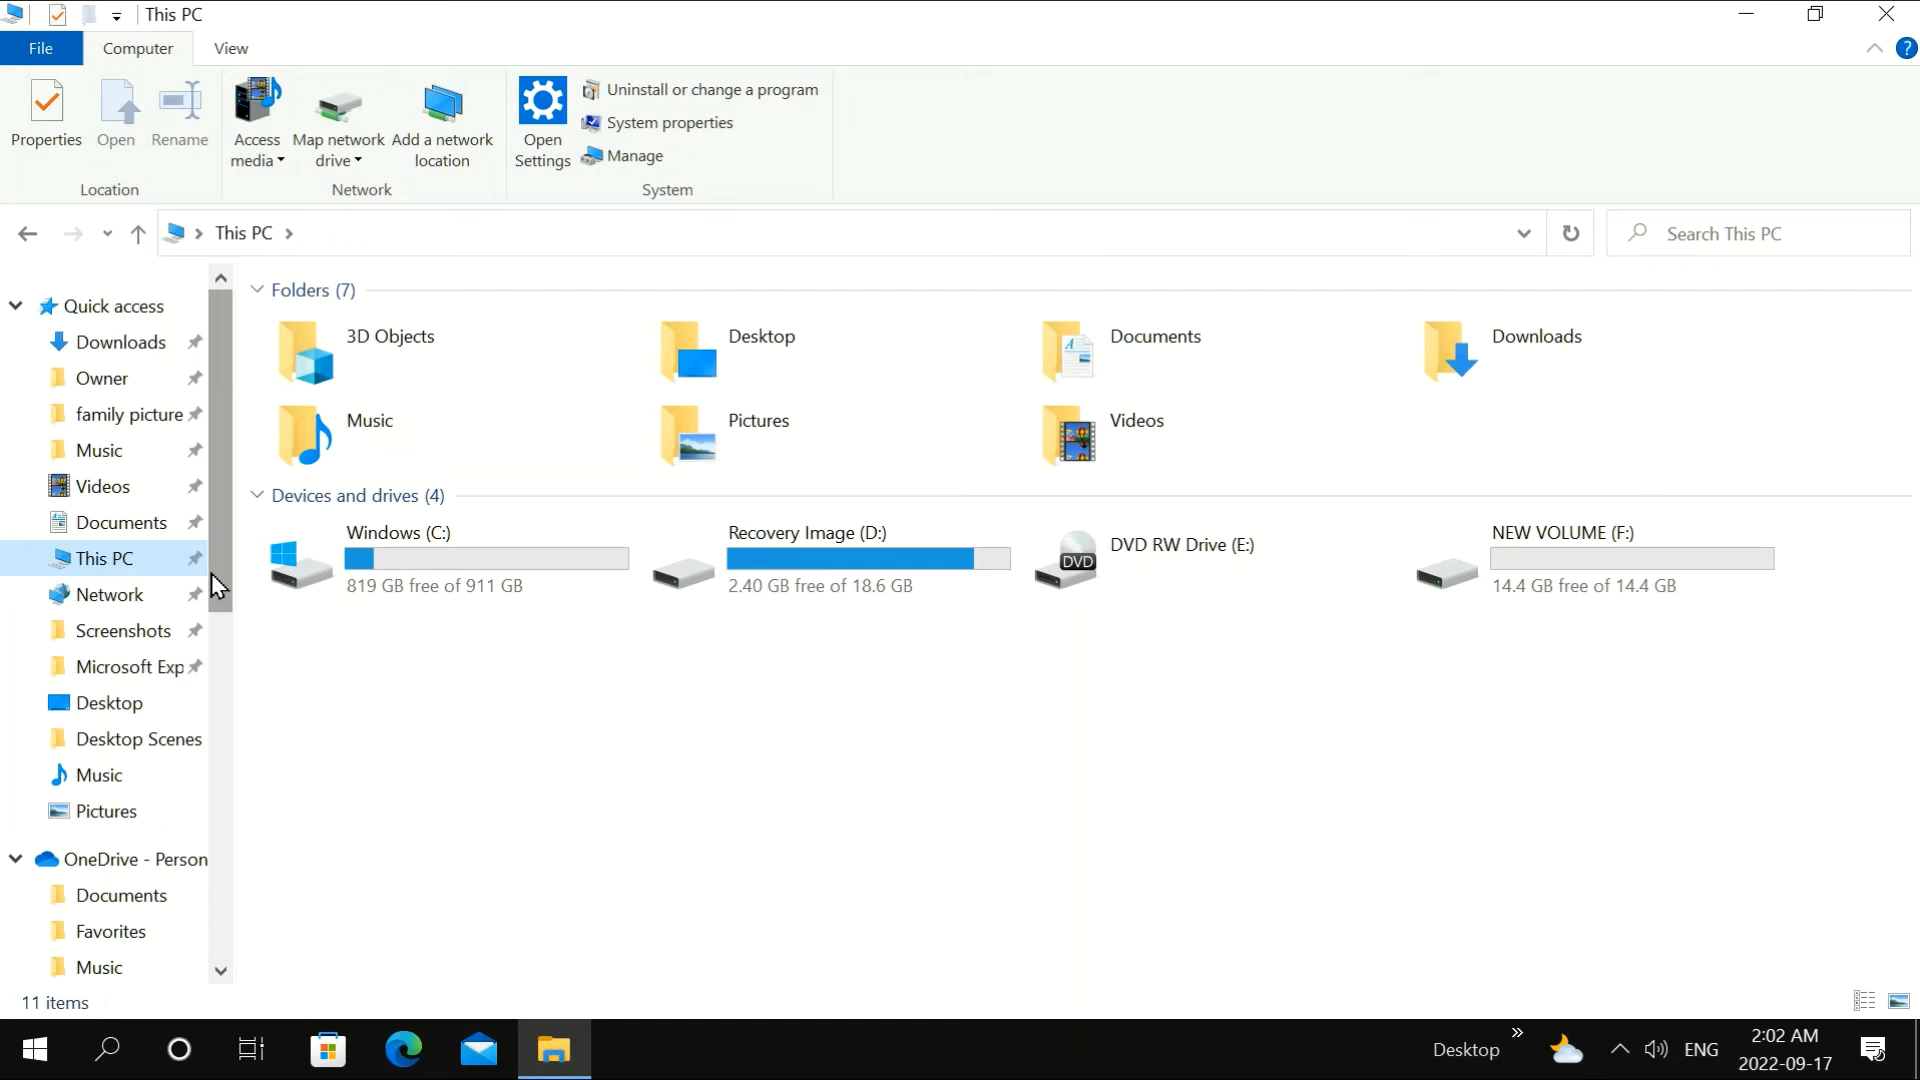 This PC
File
Computer
View
Properties
Open
Rename
Access
media
Map network
drive
Add a network
location
Open
Settings
Uninstall or change a program
System properties
Manage
Location
Network
System
This PC
Search This PC
Quick access
Downloads
Owner
family picture
Music
Videos
Documents
This PC
Network
Screenshots
Microsoft Exp
Desktop
Desktop Scenes
Music
Pictures
OneDrive - Person
Documents
Favorites
Music
Folders (7)
3D Objects
Desktop
Documents
Downloads
Music
Pictures
Videos
Devices and drives (4)
Windows (C:)
819 GB free of 911 GB
Recovery Image (D:)
2.40 GB free of 18.6 GB
DVD
DVD RW Drive (E:)
NEW VOLUME (F:)
14.4 GB free of 14.4 GB
11 items
Desktop
ENG
2:02 AM
2022-09-17